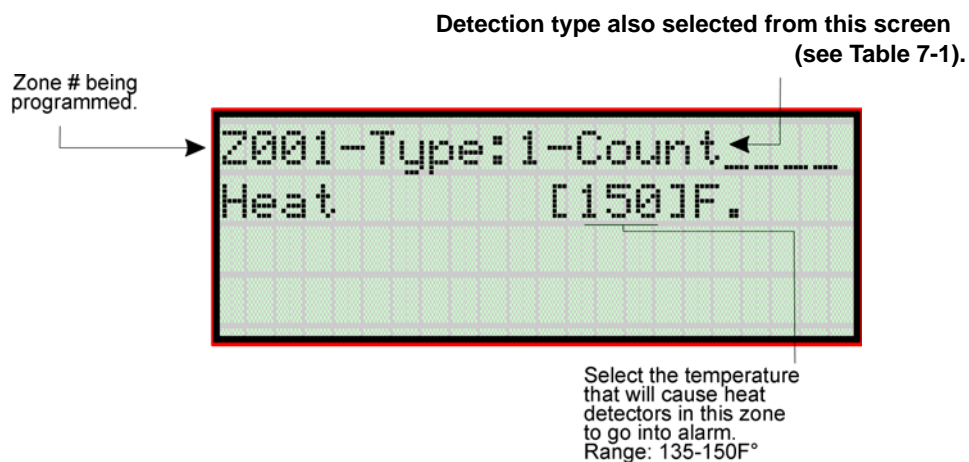 Detection type also selected from this screen
(see Table 7-1).
Zone # being
programmed.
Z001-Type:1-Count____
Heat [150]F.
Select the temperature
that will cause heat
detectors in this zone
to go into alarm.
Range: 135-150F°